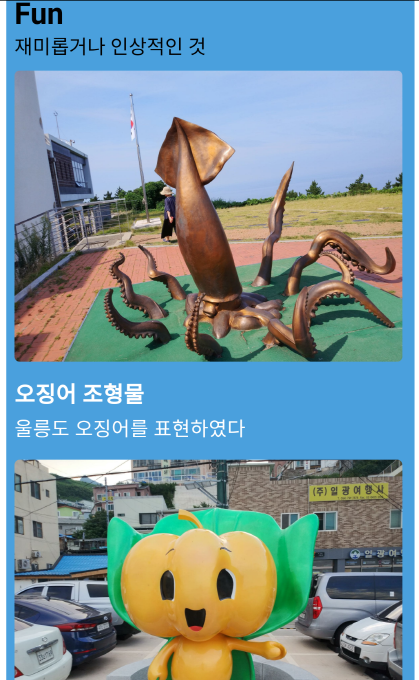 Fun
재미롭거나 인상적인 것
오징어 조형물
울릉도 오징어를 표현하였다
(주)일광여행사
일광여행